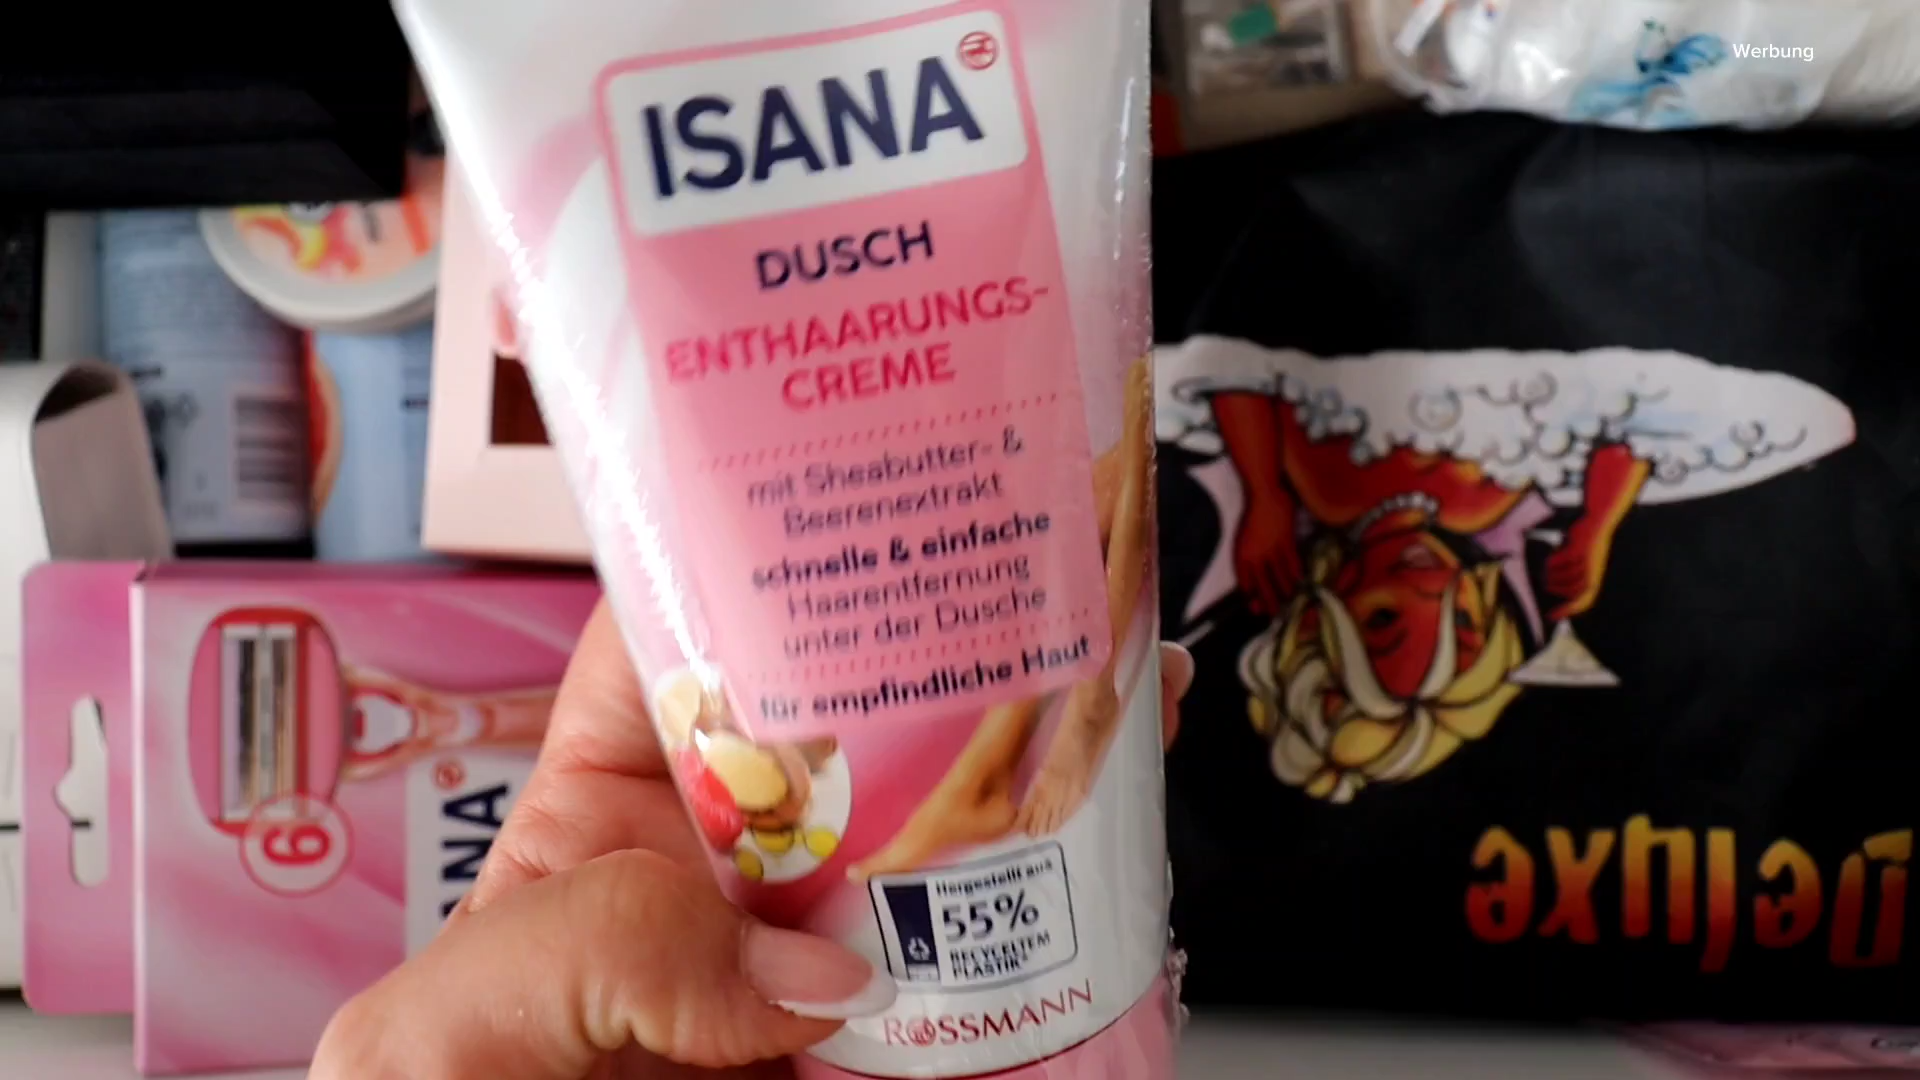 Werbung
ISANA
DUSCH
ENTHAARUNGS-
CREME
mit Sheabutter- &
Beerenextrakt
schnelle & einfache
Haarentfernung
unter der Dusche
für empfindliche Haut
Hergestellt aus
55%
RECYCELTEM
PLASTIK*
ROSSMANN
6
Deluxe